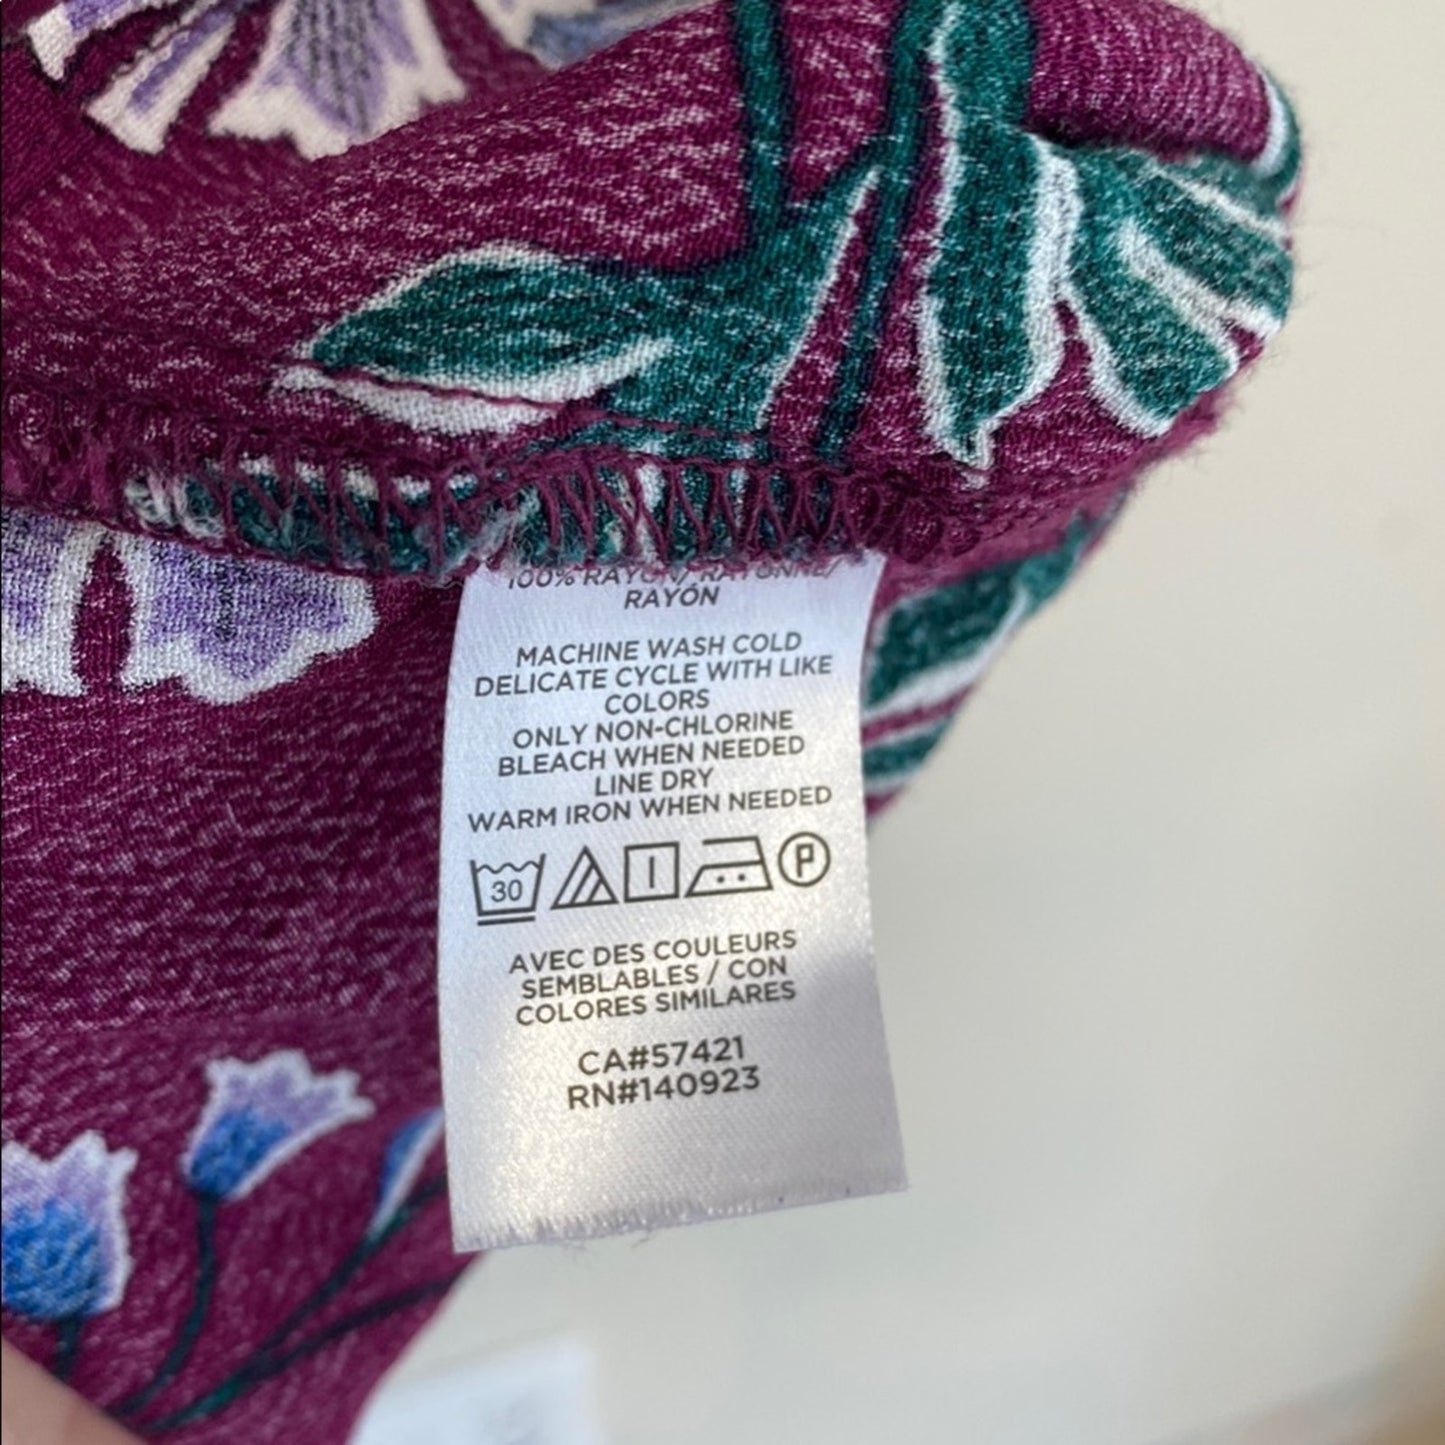 100% RAYON/ RAYONNE/
RAYÓN
MACHINE WASH COLD
DELICATE CYCLE WITH LIKE
COLORS
ONLY NON-CHLORINE
BLEACH WHEN NEEDED
LINE DRY
WARM IRON WHEN NEEDED
30 P
AVEC DES COULEURS
SEMBLABLES / CON
COLORES SIMILARES
CA#57421
RN#140923